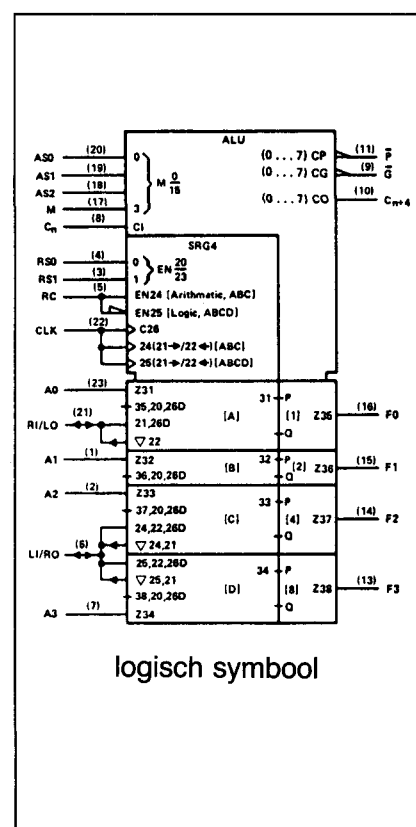 ALU
AS0 (20) 0 (0 ... 7) CP (11) P̅
AS1 (19) M 0/15 (0 ... 7) CG (9) G̅
AS2 (18) (0 ... 7) CO (10) Cn+4
M (17) 3
Cn (8) CI
SRG4
RS0 (4) 0 EN 20/23
RS1 (3) 1
RC (5) EN24 [Arithmatic, ABC]
EN25 [Logic, ABCD]
CLK (22) C26
24(21→/22←) [ABC]
25(21→/22←) [ABCD]
A0 (23) Z31 31 P
35,20,26D [A] [1] Z35 (16) F0
RI/LO (21) 21,26D Q
▽ 22
A1 (1) Z32 [B] 32 P [2] Z36 (15) F1
36,20,26D Q
A2 (2) Z33 33 P
37,20,26D [C] [4] Z37 (14) F2
24,22,26D Q
▽ 24,21
LI/RO (6) 25,22,26D 34 P
▽ 25,21 [D] [8] Z38 (13) F3
38,20,26D Q
A3 (7) Z34
logisch symbool